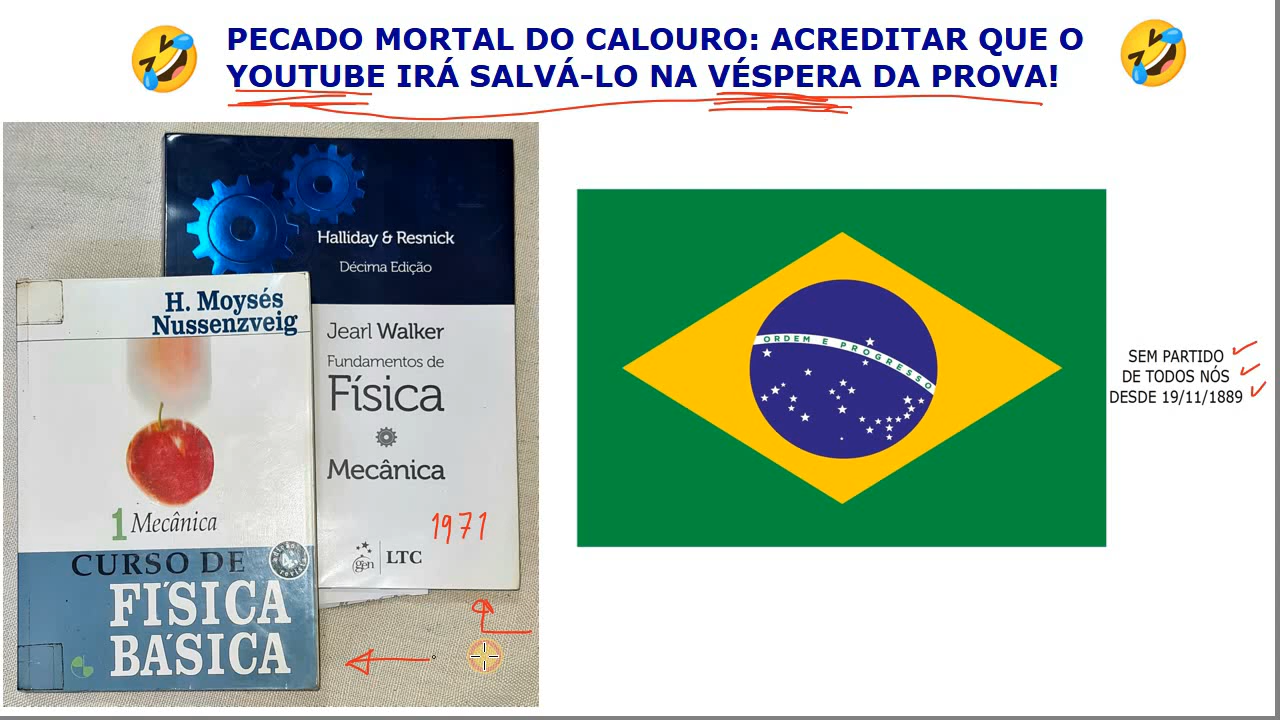 PECADO MORTAL DO CALOURO: ACREDITAR QUE O
YOUTUBE IRÁ SALVÁ-LO NA VÉSPERA DA PROVA!
Halliday & Resnick
Décima Edição
Jearl Walker
Fundamentos de
Física
Mecânica
1971
gen | LTC
H. Moysés
Nussenzveig
1 Mecânica
CURSO DE
FÍSICA
BÁSICA
ORDEM E PROGRESSO
SEM PARTIDO
DE TODOS NÓS
DESDE 19/11/1889